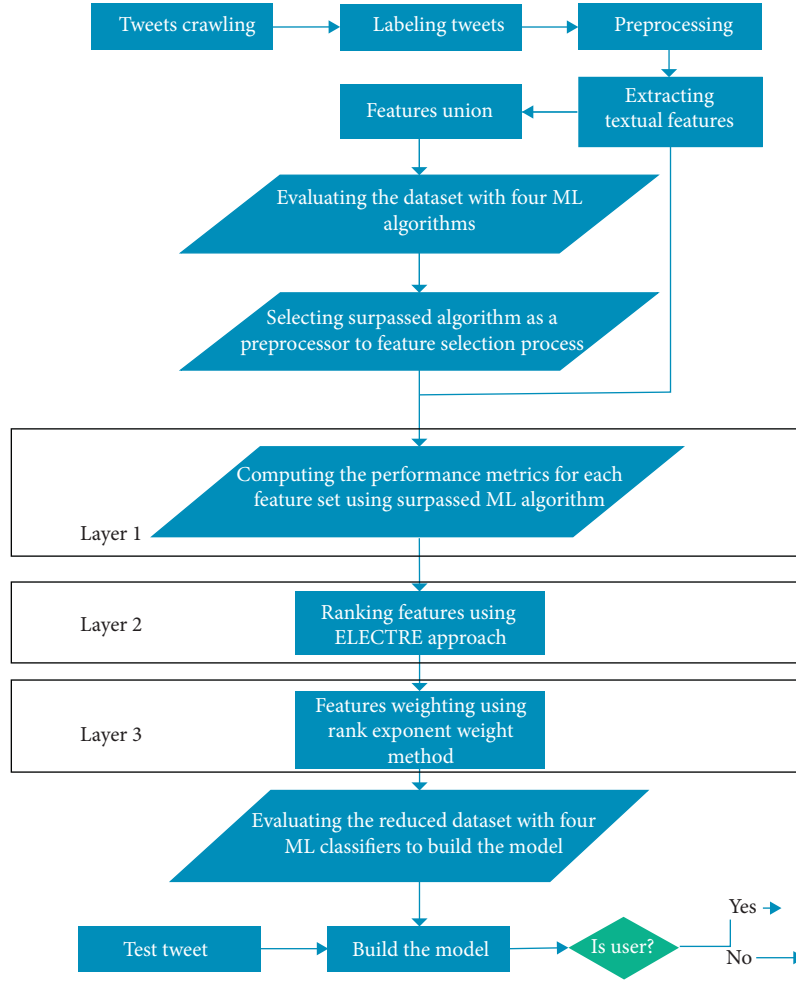 Tweets crawling
Labeling tweets
Preprocessing
Extracting
textual features
Features union
Evaluating the dataset with four ML
algorithms
Selecting surpassed algorithm as a
preprocessor to feature selection process
Computing the performance metrics for each
feature set using surpassed ML algorithm
Layer 1
Ranking features using
ELECTRE approach
Layer 2
Features weighting using
rank exponent weight
method
Layer 3
Evaluating the reduced dataset with four
ML classifiers to build the model
Test tweet
Build the model
Is user?
Yes
No